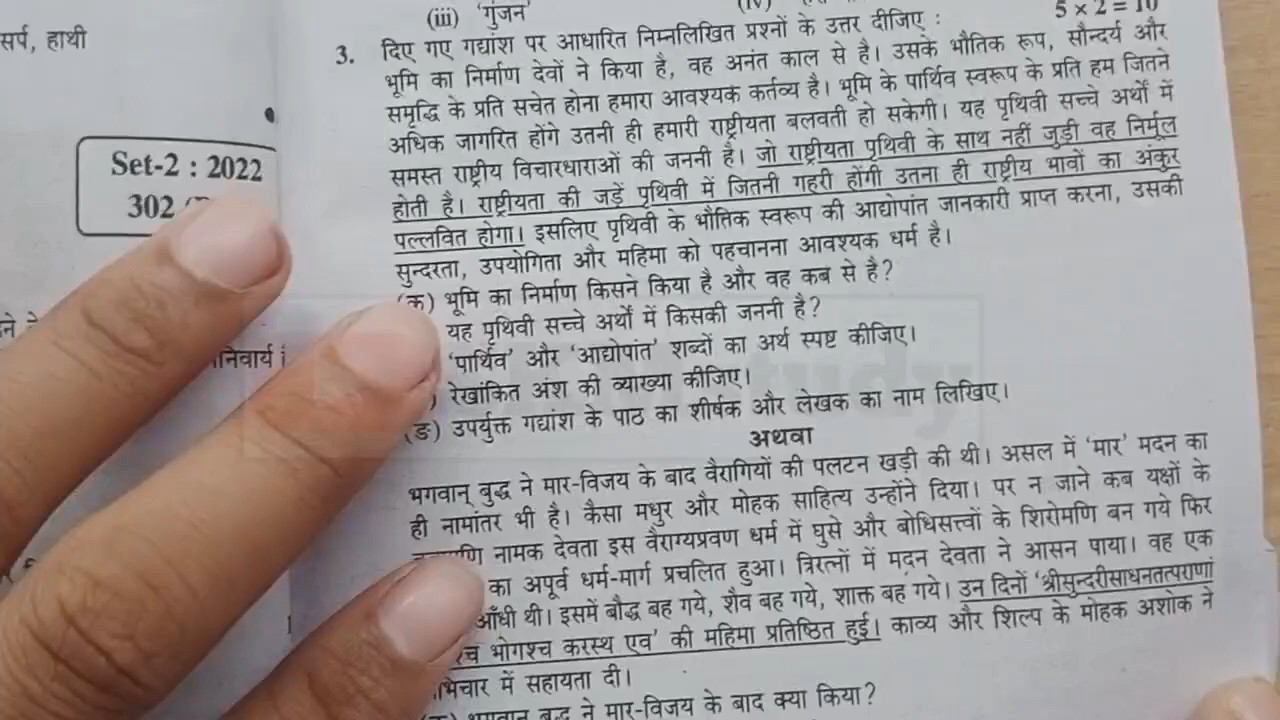 (iii) 'गुंजन'
(iv)
5 × 2 = 10
सर्प, हाथी
3. दिए गए गद्यांश पर आधारित निम्नलिखित प्रश्नों के उत्तर दीजिए :
भूमि का निर्माण देवों ने किया है, वह अनंत काल से है। उसके भौतिक रूप, सौन्दर्य और
समृद्धि के प्रति सचेत होना हमारा आवश्यक कर्तव्य है। भूमि के पार्थिव स्वरूप के प्रति हम जितने
अधिक जागरित होंगे उतनी ही हमारी राष्ट्रीयता बलवती हो सकेगी। यह पृथिवी सच्चे अर्थों में
समस्त राष्ट्रीय विचारधाराओं की जननी है। जो राष्ट्रीयता पृथिवी के साथ नहीं जुड़ी वह निर्मूल
होती है। राष्ट्रीयता की जड़ें पृथिवी में जितनी गहरी होंगी उतना ही राष्ट्रीय भावों का अंकुर
पल्लवित होगा। इसलिए पृथिवी के भौतिक स्वरूप की आद्योपांत जानकारी प्राप्त करना, उसकी
सुन्दरता, उपयोगिता और महिमा को पहचानना आवश्यक धर्म है।
(क) भूमि का निर्माण किसने किया है और वह कब से है?
यह पृथिवी सच्चे अर्थों में किसकी जननी है?
'पार्थिव' और 'आद्योपांत' शब्दों का अर्थ स्पष्ट कीजिए।
रेखांकित अंश की व्याख्या कीजिए।
(ङ) उपर्युक्त गद्यांश के पाठ का शीर्षक और लेखक का नाम लिखिए।
अथवा
भगवान् बुद्ध ने मार-विजय के बाद वैरागियों की पलटन खड़ी की थी। असल में 'मार' मदन का
ही नामांतर भी है। कैसा मधुर और मोहक साहित्य उन्होंने दिया। पर न जाने कब यक्षों के
नामक देवता इस वैराग्यप्रवण धर्म में घुसे और बोधिसत्त्वों के शिरोमणि बन गये फिर
का अपूर्व धर्म-मार्ग प्रचलित हुआ। त्रिरत्नों में मदन देवता ने आसन पाया। वह एक
आँधी थी। इसमें बौद्ध बह गये, शैव बह गये, शाक्त बह गये। उन दिनों 'श्रीसुन्दरीसाधनतत्पराणां
भोगश्च करस्थ एव' की महिमा प्रतिष्ठित हुई। काव्य और शिल्प के मोहक अशोक ने
में सहायता दी।
भगवान् बुद्ध ने मार-विजय के बाद क्या किया?
Set-2 : 2022
302